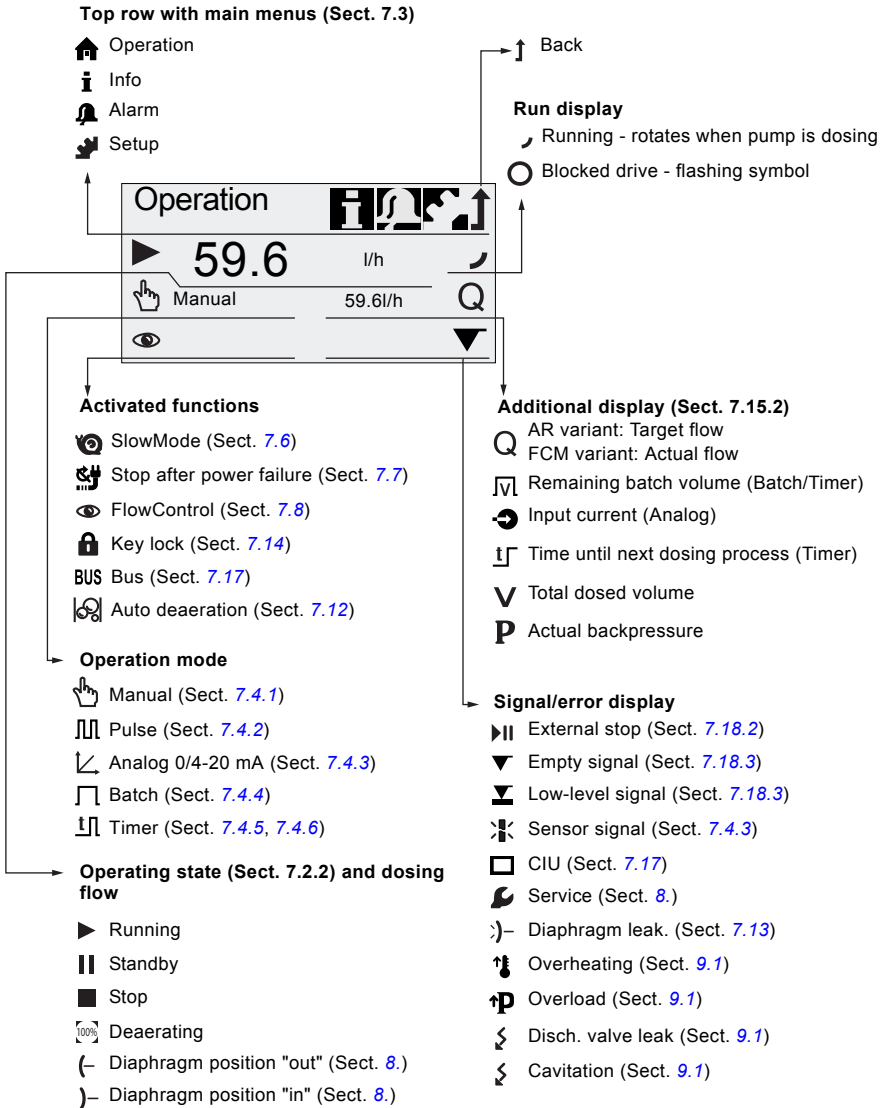 Top row with main menus (Sect. 7.3)
Operation
Info
Alarm
Setup
Back
Run display
Running - rotates when pump is dosing
Blocked drive - flashing symbol
Operation
59.6 l/h
Manual 59.6l/h Q
Activated functions
SlowMode (Sect. 7.6)
Stop after power failure (Sect. 7.7)
FlowControl (Sect. 7.8)
Key lock (Sect. 7.14)
BUS Bus (Sect. 7.17)
Auto deaeration (Sect. 7.12)
Operation mode
Manual (Sect. 7.4.1)
Pulse (Sect. 7.4.2)
Analog 0/4-20 mA (Sect. 7.4.3)
Batch (Sect. 7.4.4)
t Timer (Sect. 7.4.5, 7.4.6)
Operating state (Sect. 7.2.2) and dosing
flow
Running
Standby
Stop
100% Deaerating
Diaphragm position "out" (Sect. 8.)
Diaphragm position "in" (Sect. 8.)
Additional display (Sect. 7.15.2)
Q AR variant: Target flow
FCM variant: Actual flow
V Remaining batch volume (Batch/Timer)
Input current (Analog)
t Time until next dosing process (Timer)
V Total dosed volume
P Actual backpressure
Signal/error display
External stop (Sect. 7.18.2)
Empty signal (Sect. 7.18.3)
Low-level signal (Sect. 7.18.3)
Sensor signal (Sect. 7.4.3)
CIU (Sect. 7.17)
Service (Sect. 8.)
Diaphragm leak. (Sect. 7.13)
Overheating (Sect. 9.1)
P Overload (Sect. 9.1)
Disch. valve leak (Sect. 9.1)
Cavitation (Sect. 9.1)